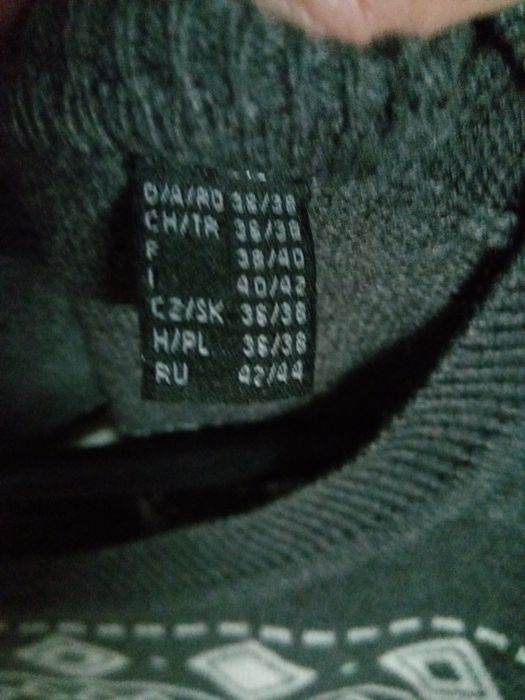 D/A/RO 36/38
CH/TR 36/38
F 38/40
I 40/42
CZ/SK 36/38
H/PL 36/38
RU 42/44